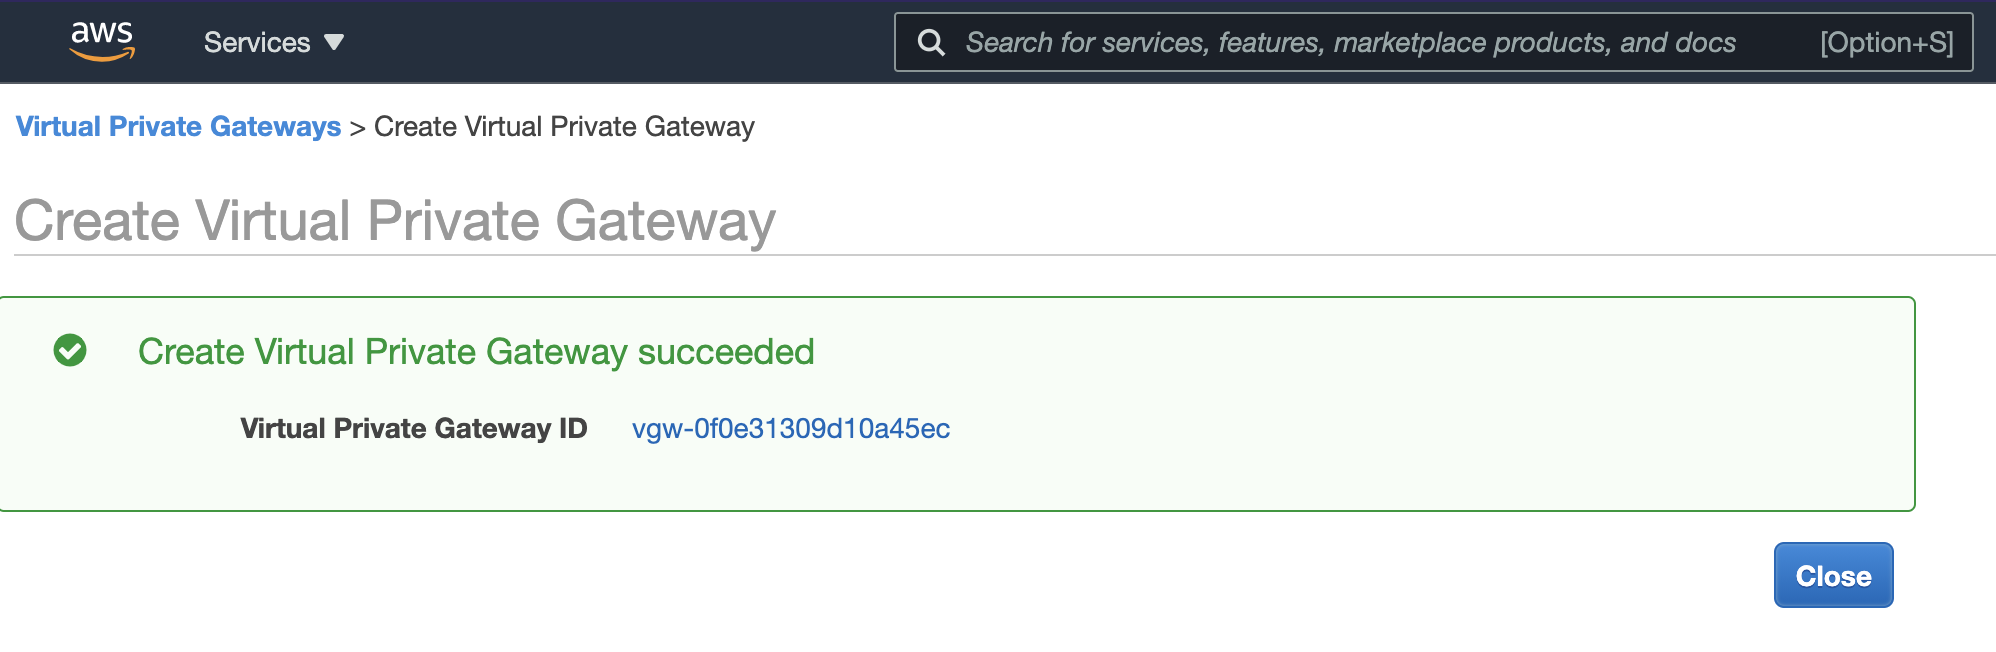 aws Services Search for services, features, marketplace products, and docs [Option+S]
Virtual Private Gateways > Create Virtual Private Gateway
Create Virtual Private Gateway
Create Virtual Private Gateway succeeded
Virtual Private Gateway ID vgw-0f0e31309d10a45ec
Close